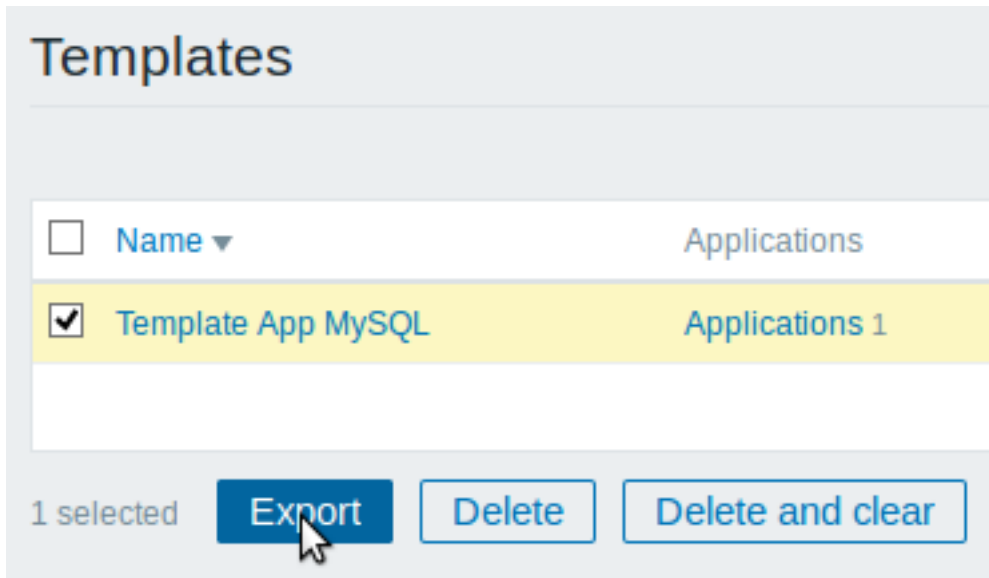 Templates
Name Applications
Template App MySQL Applications 1
1 selected Export Delete Delete and clear